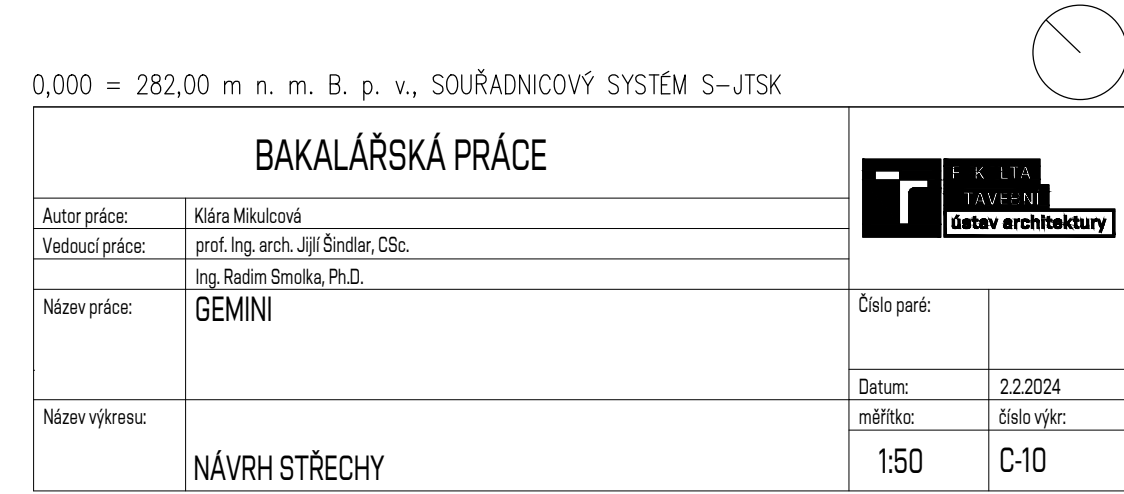 0,000 = 282,00 m n. m. B. p. v., SOUŘADNICOVÝ SYSTÉM S-JTSK
BAKALÁŘSKÁ PRÁCE
F K LTA
TAVEBNI
ústav architektury
Autor práce: Klára Mikulcová
Vedoucí práce: prof. Ing. arch. Jijlí Šindlar, CSc.
Ing. Radim Smolka, Ph.D.
Název práce: GEMINI
Číslo paré:
Datum: 2.2.2024
Název výkresu: NÁVRH STŘECHY
měřítko: číslo výkr:
1:50 C-10